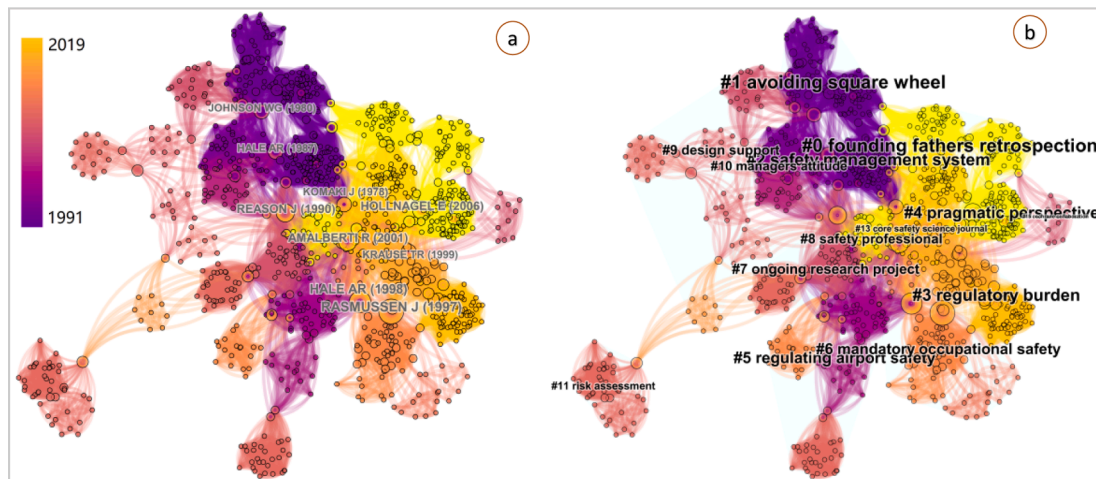 2019
1991
a
JOHNSON WG (1980)
HALE AR (1987)
KOMAKI J (1978)
REASON J (1990)
HOLLNAGEL E (2006)
AMALBERTI R (2001)
KRAUSE TR (1999)
HALE AR (1998)
RASMUSSEN J (1997)
b
#1 avoiding square wheel
#0 founding fathers retrospection
#9 design support
#2 safety management system
#10 managers attitude
#4 pragmatic perspective
#13 core safety science journal
#8 safety professional
#7 ongoing research project
#3 regulatory burden
#6 mandatory occupational safety
#5 regulating airport safety
#11 risk assessment